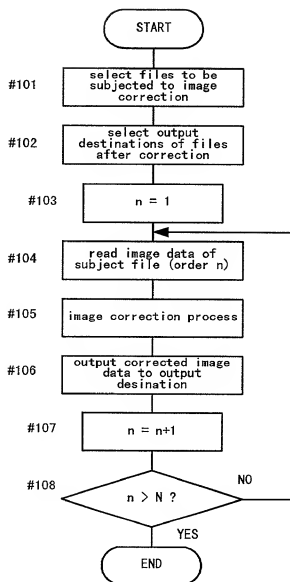 START
#101
select files to be
subjected to image
correction
#102
select output
destinations of files
after correction
#103
n = 1
#104
read image data of
subject file (order n)
#105
image correction process
#106
output corrected image
data to output
desination
#107
n = n+1
#108
n > N ?
NO
YES
END